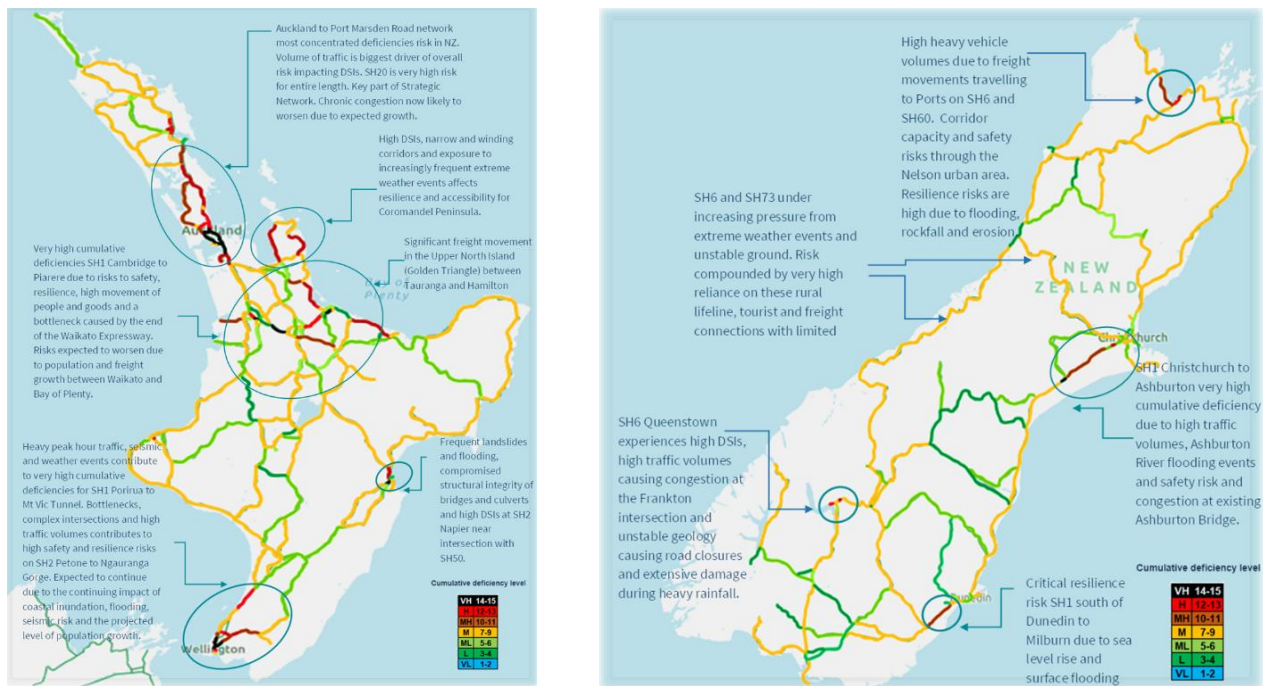 Auckland to Port Marsden Road network
most concentrated deficiencies risk in NZ.
Volume of traffic is biggest driver of overall
risk impacting DSIs. SH20 is very high risk
for entire length. Key part of Strategic
Network. Chronic congestion now likely to
worsen due to expected growth.
High DSIs, narrow and winding
corridors and exposure to
increasingly frequent extreme
weather events affects
resilience and accessibility for
Coromandel Peninsula.
Auckland
Significant freight movement
in the Upper North Island
(Golden Triangle) between
Tauranga and Hamilton
Bay of
Plenty
Very high cumulative
deficiencies SH1 Cambridge to
Piarere due to risks to safety,
resilience, high movement of
people and goods and a
bottleneck caused by the end
of the Waikato Expressway.
Risks expected to worsen due
to population and freight
growth between Waikato and
Bay of Plenty.
Heavy peak hour traffic, seismic
and weather events contribute
to very high cumulative
deficiencies for SH1 Porirua to
Mt Vic Tunnel. Bottlenecks,
complex intersections and high
traffic volumes contributes to
high safety and resilience risks
on SH2 Petone to Ngauranga
Gorge. Expected to continue
due to the continuing impact of
coastal inundation, flooding,
seismic risk and the projected
level of population growth.
Frequent landslides
and flooding,
compromised
structural integrity of
bridges and culverts
and high DSIs at SH2
Napier near
intersection with
SH50.
Wellington
Cumulative deficiency level
VH 14-15
H 12-13
MH 10-11
M 7-9
ML 5-6
L 3-4
VL 1-2
High heavy vehicle
volumes due to freight
movements travelling
to Ports on SH6 and
SH60. Corridor
capacity and safety
risks through the
Nelson urban area.
Resilience risks are
high due to flooding,
rockfall and erosion
SH6 and SH73 under
increasing pressure from
extreme weather events and
unstable ground. Risk
compounded by very high
reliance on these rural
lifeline, tourist and freight
connections with limited
NEW
ZEALAND
Christchurch
SH1 Christchurch to
Ashburton very high
cumulative deficiency
due to high traffic
volumes, Ashburton
River flooding events
and safety risk and
congestion at existing
Ashburton Bridge.
SH6 Queenstown
experiences high DSIs,
high traffic volumes
causing congestion at
the Frankton
intersection and
unstable geology
causing road closures
and extensive damage
during heavy rainfall.
Dunedin
Critical resilience
risk SH1 south of
Dunedin to
Milburn due to sea
level rise and
surface flooding
Cumulative deficiency level
VH 14-15
H 12-13
MH 10-11
M 7-9
ML 5-6
L 3-4
VL 1-2